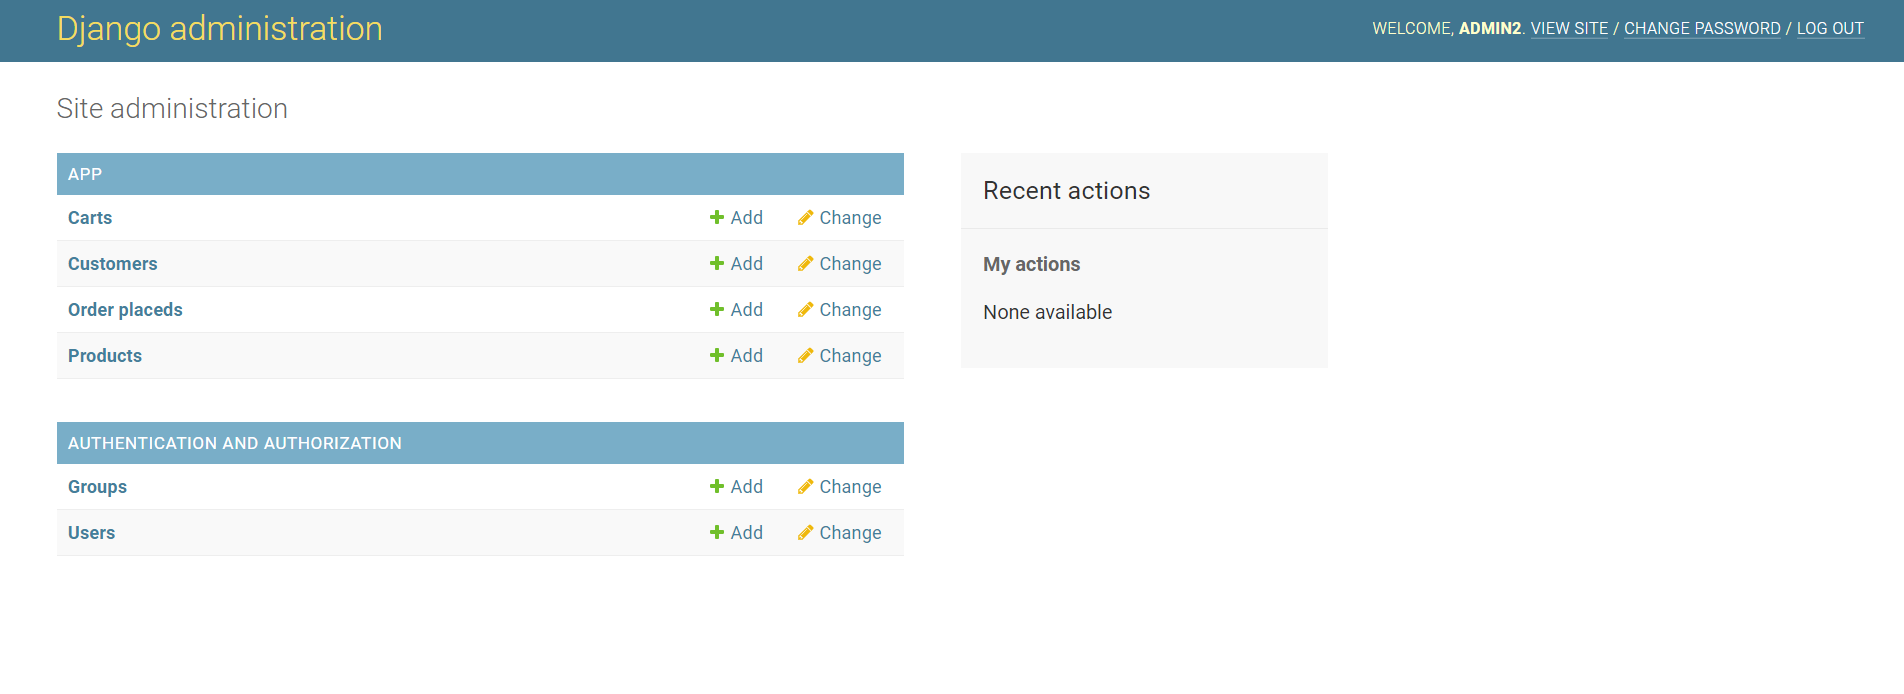 Django administration
WELCOME, ADMIN2. VIEW SITE / CHANGE PASSWORD / LOG OUT
Site administration
APP
Carts Add Change
Customers Add Change
Order placeds Add Change
Products Add Change
AUTHENTICATION AND AUTHORIZATION
Groups Add Change
Users Add Change
Recent actions
My actions
None available